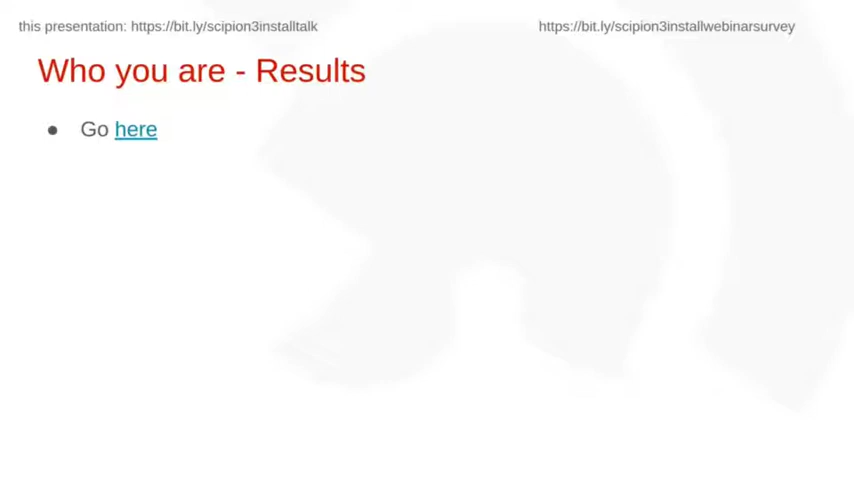 this presentation: https://bit.ly/scipion3installtalk
https://bit.ly/scipion3installwebinarsurvey
Who you are - Results
● Go here